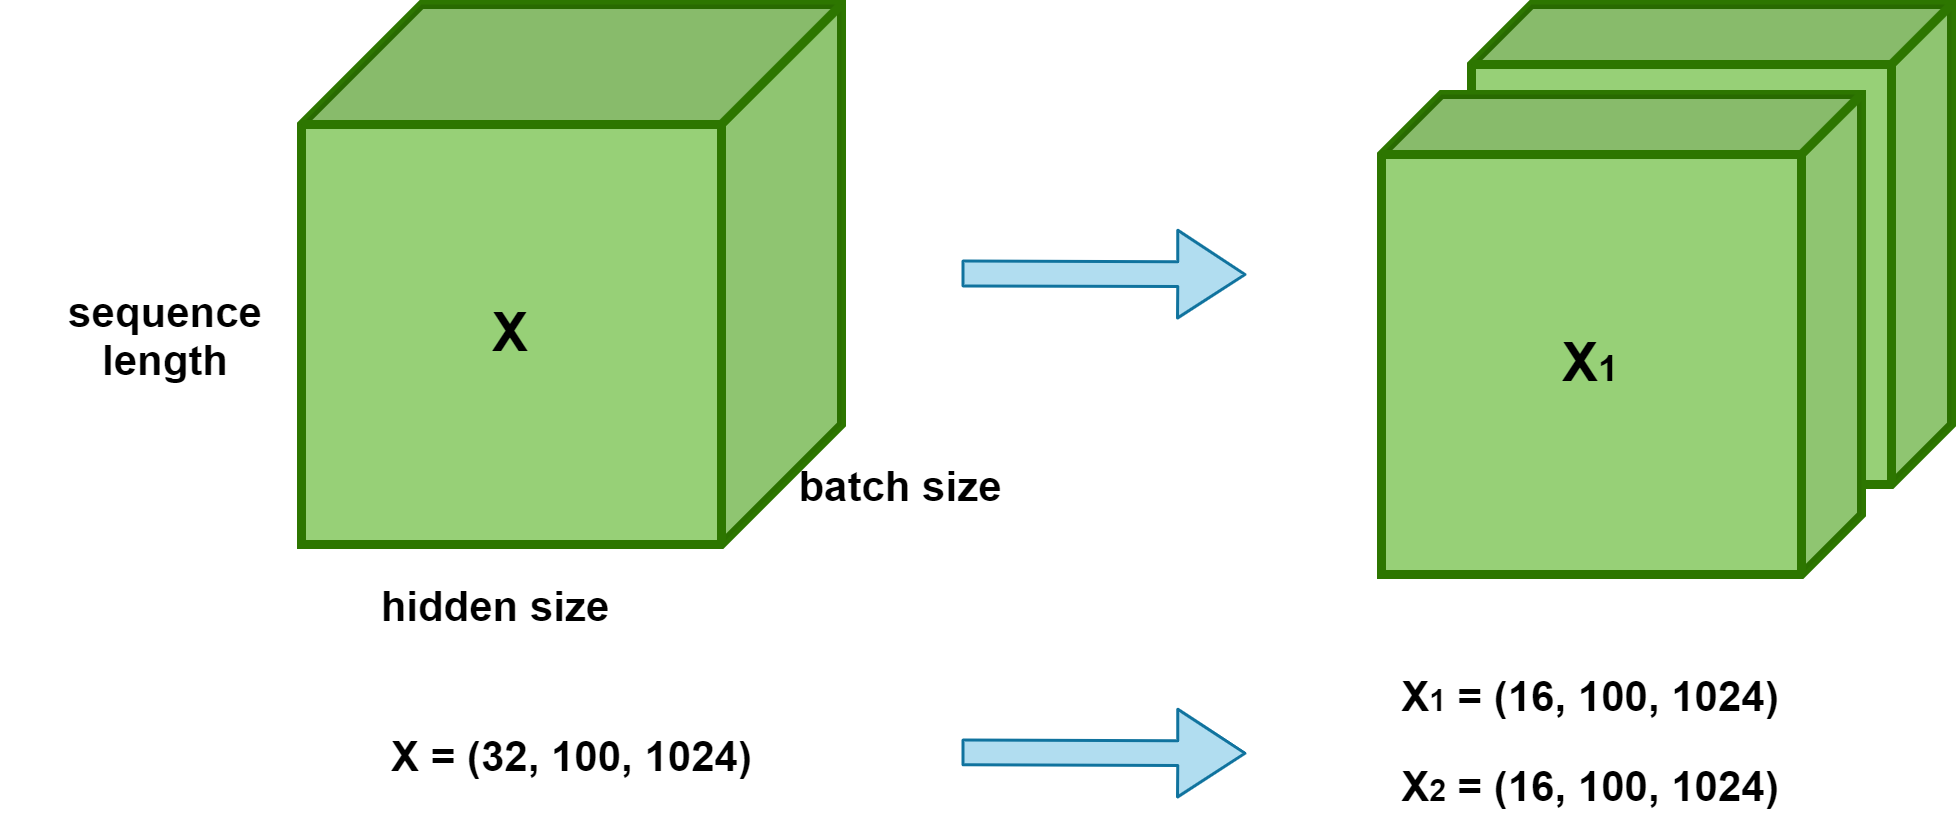 X
X1
sequence
length
batch size
hidden size
X = (32, 100, 1024)
X1 = (16, 100, 1024)
X2 = (16, 100, 1024)